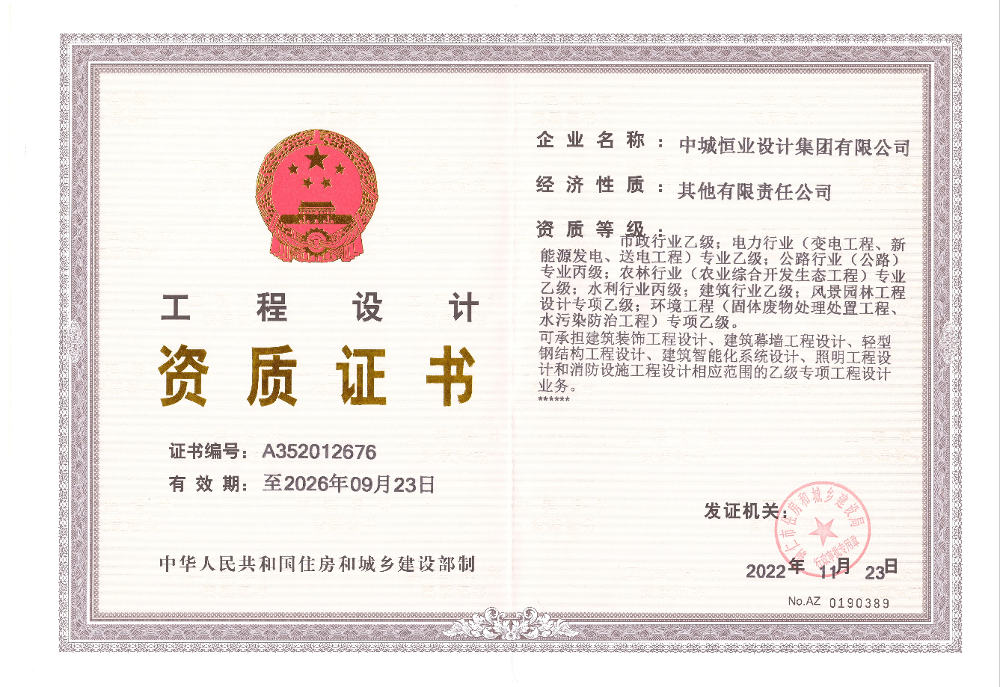 工程设计
资质证书
证书编号: A352012676
有效期: 至2026年09月23日
中华人民共和国住房和城乡建设部制
企业名称: 中城恒业设计集团有限公司
经济性质: 其他有限责任公司
资质等级:
市政行业乙级; 电力行业 (变电工程、新
能源发电、送电工程) 专业乙级; 公路行业 (公路)
专业丙级; 农林行业 (农业综合开发生态工程) 专业
乙级; 水利行业丙级; 建筑行业乙级; 风景园林工程
设计专项乙级; 环境工程 (固体废物处理处置工程、
水污染防治工程) 专项乙级。
可承担建筑装饰工程设计、建筑幕墙工程设计、轻型
钢结构工程设计、建筑智能化系统设计、照明工程设
计和消防设施工程设计相应范围的乙级专项工程设计
业务。
******
发证机关:
仁市住房和城乡建设局
行政审批专用章
2022年 11月 23日
No.AZ 0190389